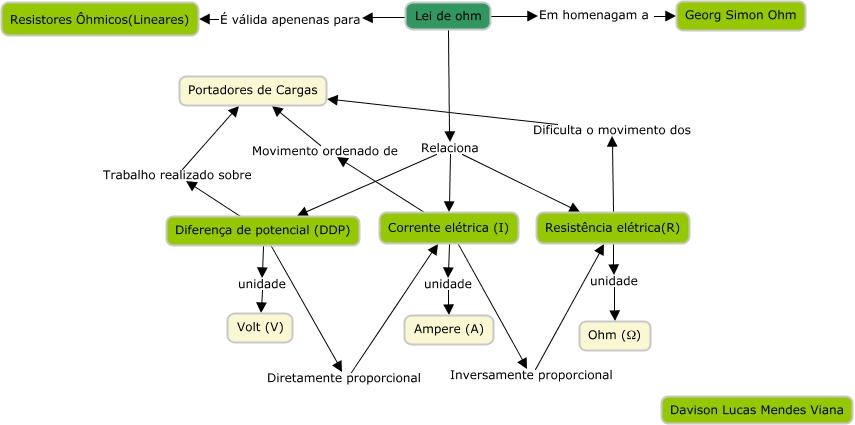 Resistores Ôhmicos(Lineares)
É válida apenenas para
Lei de ohm
Em homenagam a
Georg Simon Ohm
Portadores de Cargas
Dificulta o movimento dos
Movimento ordenado de
Relaciona
Trabalho realizado sobre
Diferença de potencial (DDP)
Corrente elétrica (I)
Resistência elétrica(R)
unidade
unidade
unidade
Volt (V)
Ampere (A)
Ohm (Ω)
Diretamente proporcional
Inversamente proporcional
Davison Lucas Mendes Viana